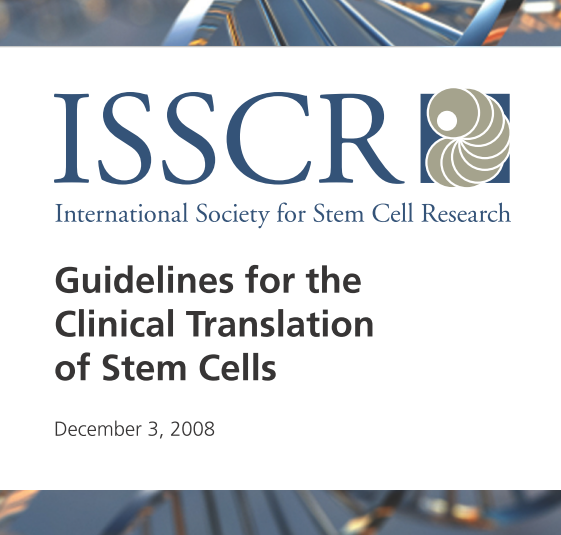 ISSCR
International Society for Stem Cell Research
Guidelines for the
Clinical Translation
of Stem Cells
December 3, 2008